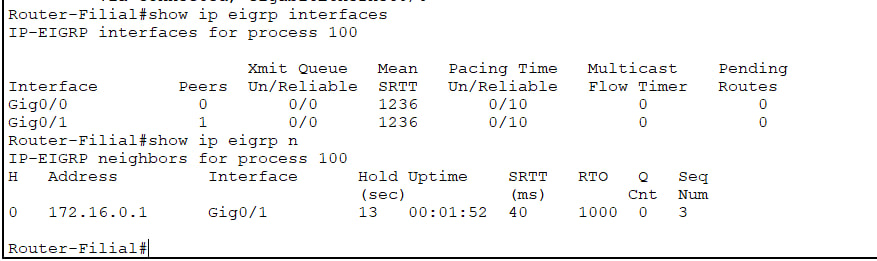 Router-Filial#show ip eigrp interfaces
IP-EIGRP interfaces for process 100
Xmit Queue Mean Pacing Time Multicast Pending
Interface Peers Un/Reliable SRTT Un/Reliable Flow Timer Routes
Gig0/0 0 0/0 1236 0/10 0 0
Gig0/1 1 0/0 1236 0/10 0 0
Router-Filial#show ip eigrp n
IP-EIGRP neighbors for process 100
H Address Interface Hold Uptime SRTT RTO Q Seq
(sec) (ms) Cnt Num
0 172.16.0.1 Gig0/1 13 00:01:52 40 1000 0 3
Router-Filial#